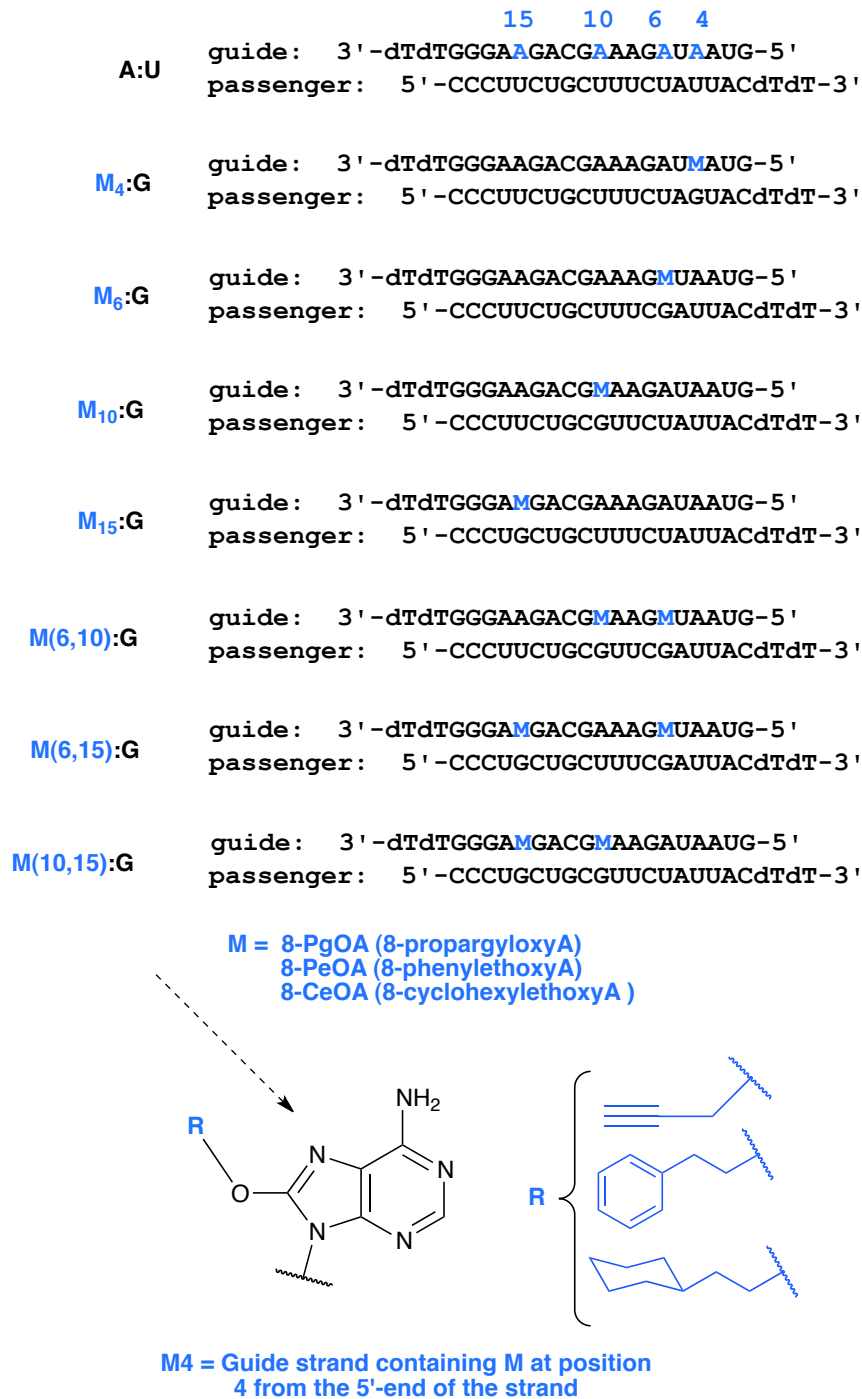 15 10 6 4
A:U
guide: 3'-dTdTGGGAAGACGAAAGAUAAUG-5'
passenger: 5'-CCCUUCUGCUUUCUAUUACdTdT-3'
M4:G
guide: 3'-dTdTGGGAAGACGAAAGAUMAUG-5'
passenger: 5'-CCCUUCUGCUUUCUAGUACdTdT-3'
M6:G
guide: 3'-dTdTGGGAAGACGAAAGMUAAUG-5'
passenger: 5'-CCCUUCUGCUUUCGAUUACdTdT-3'
M10:G
guide: 3'-dTdTGGGAAGACGMAAGAUAAUG-5'
passenger: 5'-CCCUUCUGCGUUCUAUUACdTdT-3'
M15:G
guide: 3'-dTdTGGGAMGACGAAAGAUAAUG-5'
passenger: 5'-CCCUGCUGCUUUCUAUUACdTdT-3'
M(6,10):G
guide: 3'-dTdTGGGAAGACGMAAGMUAAUG-5'
passenger: 5'-CCCUUCUGCGUUCGAUUACdTdT-3'
M(6,15):G
guide: 3'-dTdTGGGAMGACGAAAGMUAAUG-5'
passenger: 5'-CCCUGCUGCUUUCGAUUACdTdT-3'
M(10,15):G
guide: 3'-dTdTGGGAMGACGMAAGAUAAUG-5'
passenger: 5'-CCCUGCUGCGUUCUAUUACdTdT-3'
M = 8-PgOA (8-propargyloxyA)
8-PeOA (8-phenylethoxyA)
8-CeOA (8-cyclohexylethoxyA )
NH2
R
N
N
O
N
N
R
M4 = Guide strand containing M at position
4 from the 5'-end of the strand